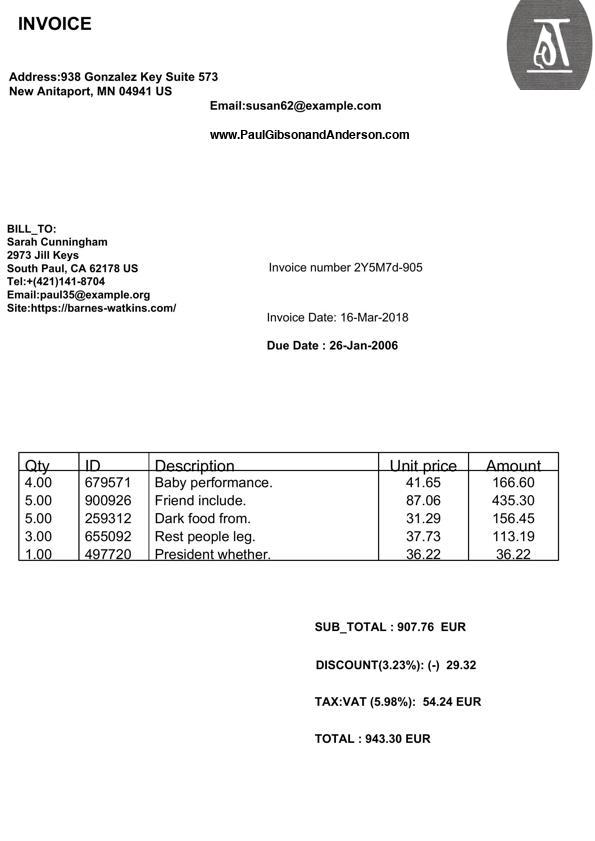 INVOICE
Address:938 Gonzalez Key Suite 573
New Anitaport, MN 04941 US
Email:susan62@example.com
www.PaulGibsonandAnderson.com
BILL_TO:
Sarah Cunningham
2973 Jill Keys
South Paul, CA 62178 US
Tel:+(421)141-8704
Email:paul35@example.org
Site:https://barnes-watkins.com/
Invoice number 2Y5M7d-905
Invoice Date: 16-Mar-2018
Due Date : 26-Jan-2006
Qty ID Description Unit price Amount
4.00 679571 Baby performance. 41.65 166.60
5.00 900926 Friend include. 87.06 435.30
5.00 259312 Dark food from. 31.29 156.45
3.00 655092 Rest people leg. 37.73 113.19
1.00 497720 President whether. 36.22 36.22
SUB_TOTAL : 907.76 EUR
DISCOUNT(3.23%): (-) 29.32
TAX:VAT (5.98%): 54.24 EUR
TOTAL : 943.30 EUR